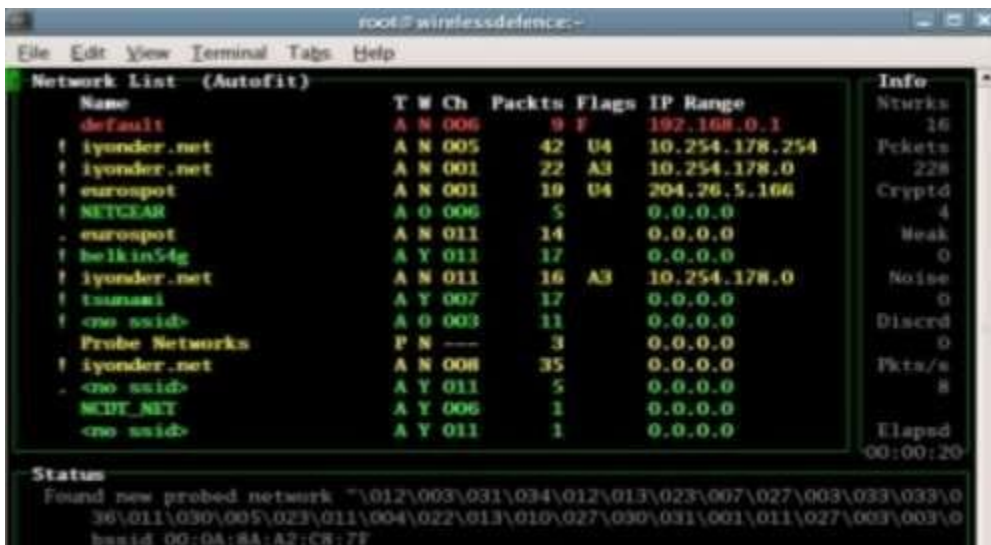 root@wirelessdefence:~
File Edit View Terminal Tabs Help
Network List (Autofit)
Name T W Ch Packts Flags IP Range
default A N 006 9 F 192.168.0.1
! iyonder.net A N 005 42 U4 10.254.178.254
! iyonder.net A N 001 22 A3 10.254.178.0
! eurospot A N 001 19 U4 204.26.5.166
! NETGEAR A O 006 5 0.0.0.0
. eurospot A N 011 14 0.0.0.0
! belkin54g A Y 011 17 0.0.0.0
! iyonder.net A N 011 16 A3 10.254.178.0
! tsunami A Y 007 17 0.0.0.0
! <no ssid> A O 003 11 0.0.0.0
Probe Networks P N --- 3 0.0.0.0
! iyonder.net A N 008 35 0.0.0.0
. <no ssid> A Y 011 5 0.0.0.0
NCDT_NET A Y 006 1 0.0.0.0
<no ssid> A Y 011 1 0.0.0.0
Info
Ntwrks
16
Pckets
228
Cryptd
4
Weak
0
Noise
0
Discrd
0
Pkts/s
8
Elapsd
00:00:20
Status
Found new probed network "\012\003\031\034\012\013\023\007\027\003\033\033\0
36\011\030\005\023\011\004\022\013\010\027\030\031\001\011\027\003\003\0
bssid 00:0A:8A:A2:C8:7F